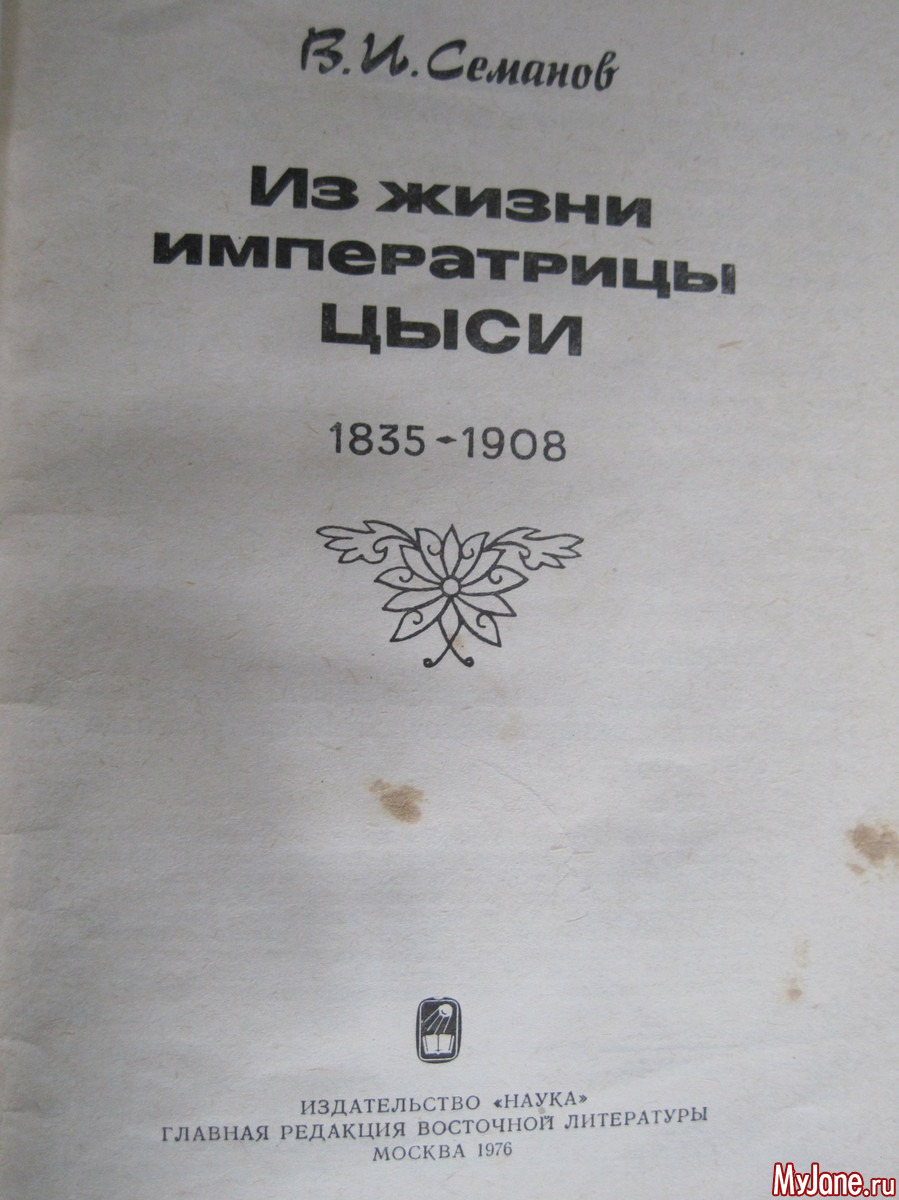 В. И. Семанов
Из жизни
императрицы
ЦЫСИ
1835-1908
ИЗДАТЕЛЬСТВО «НАУКА»
ГЛАВНАЯ РЕДАКЦИЯ ВОСТОЧНОЙ ЛИТЕРАТУРЫ
МОСКВА 1976
MyJane.ru